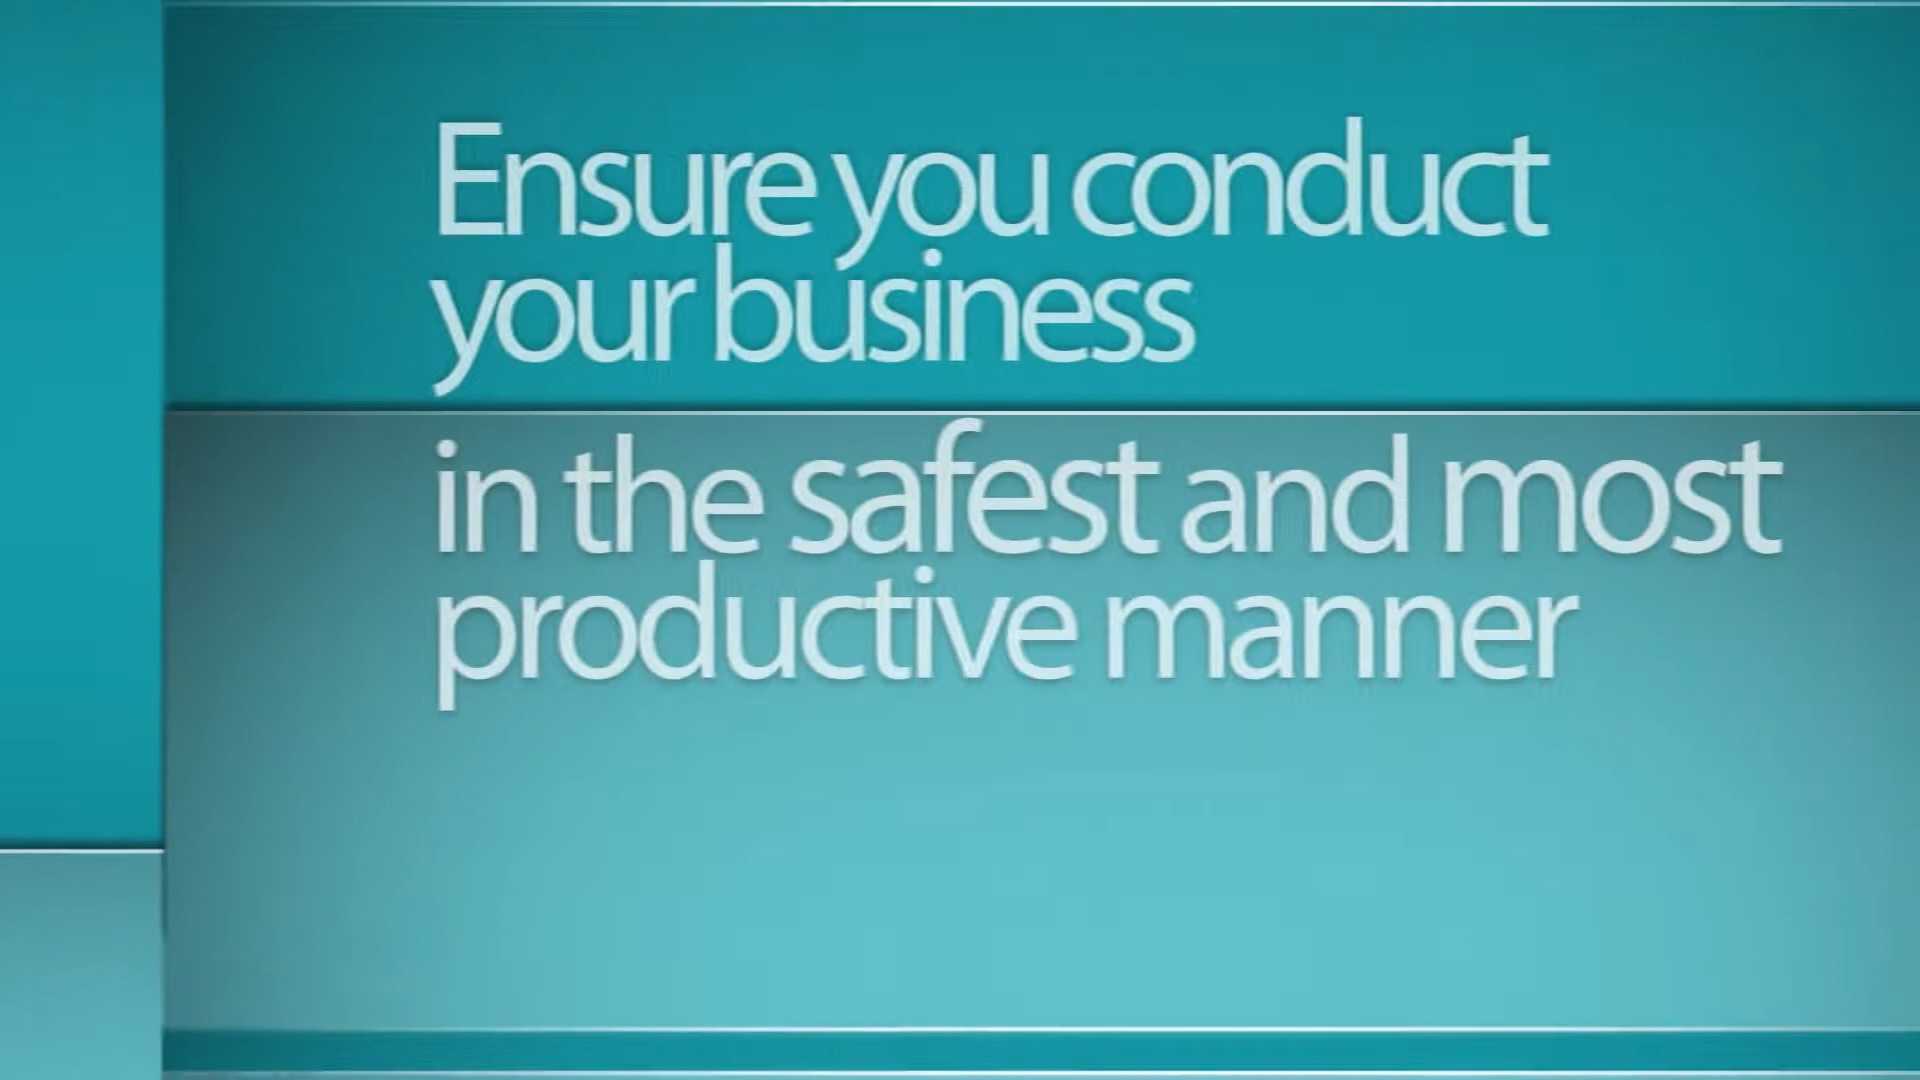 Ensure you conduct
your business
in the safest and most
productive manner